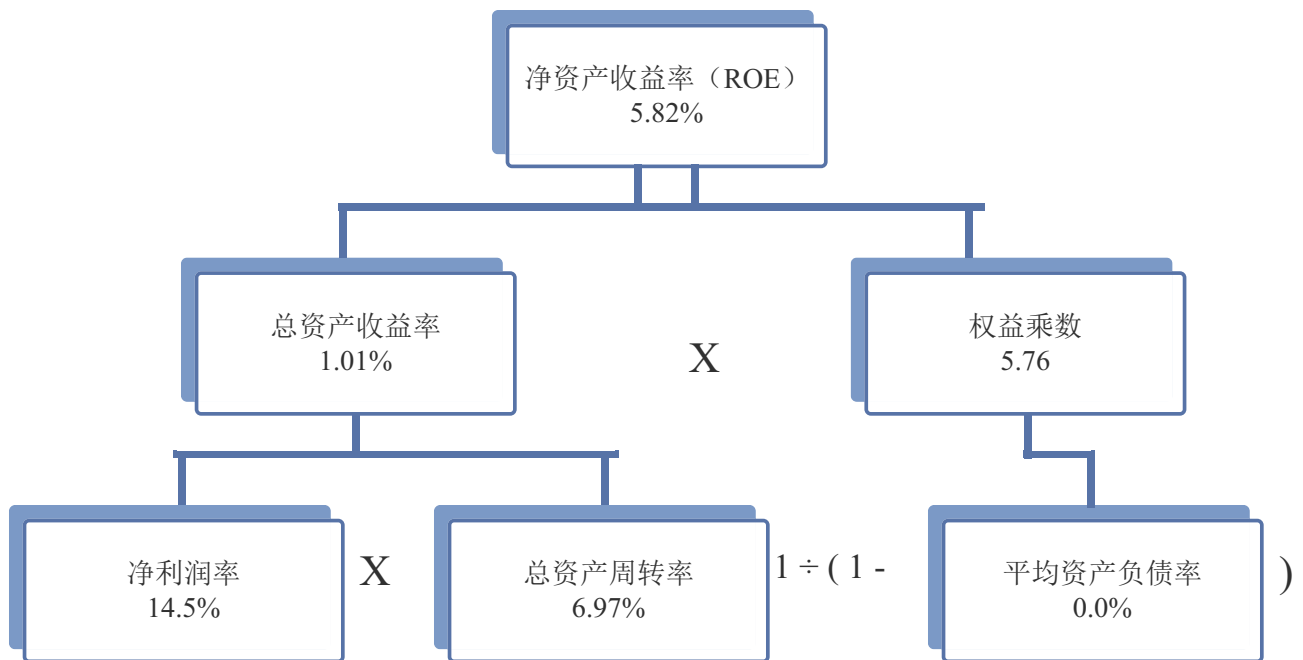 净资产收益率（ROE）
5.82%
总资产收益率
1.01%
X
权益乘数
5.76
净利润率
14.5%
X
总资产周转率
6.97%
1 ÷ ( 1 -
平均资产负债率
0.0%
)